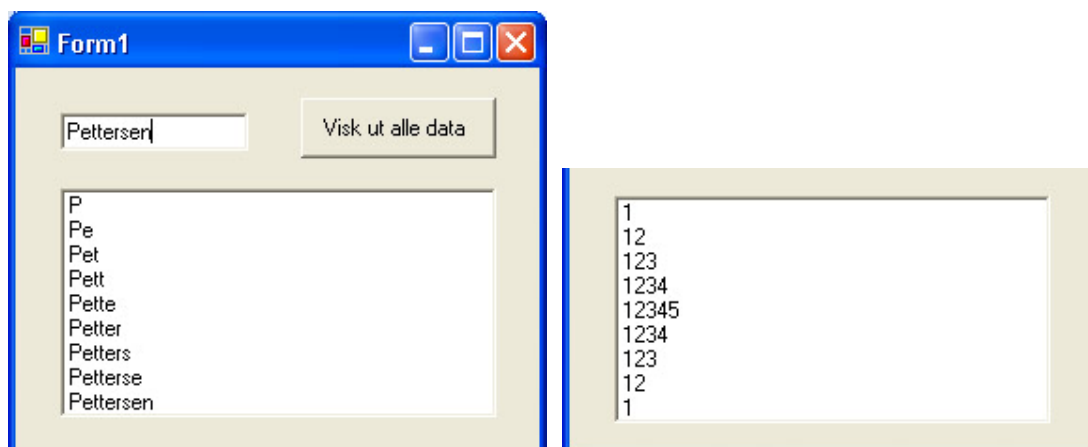 Form1
Pettersen
Visk ut alle data
P
Pe
Pet
Pett
Pette
Petter
Petters
Petterse
Pettersen
1
12
123
1234
12345
1234
123
12
1